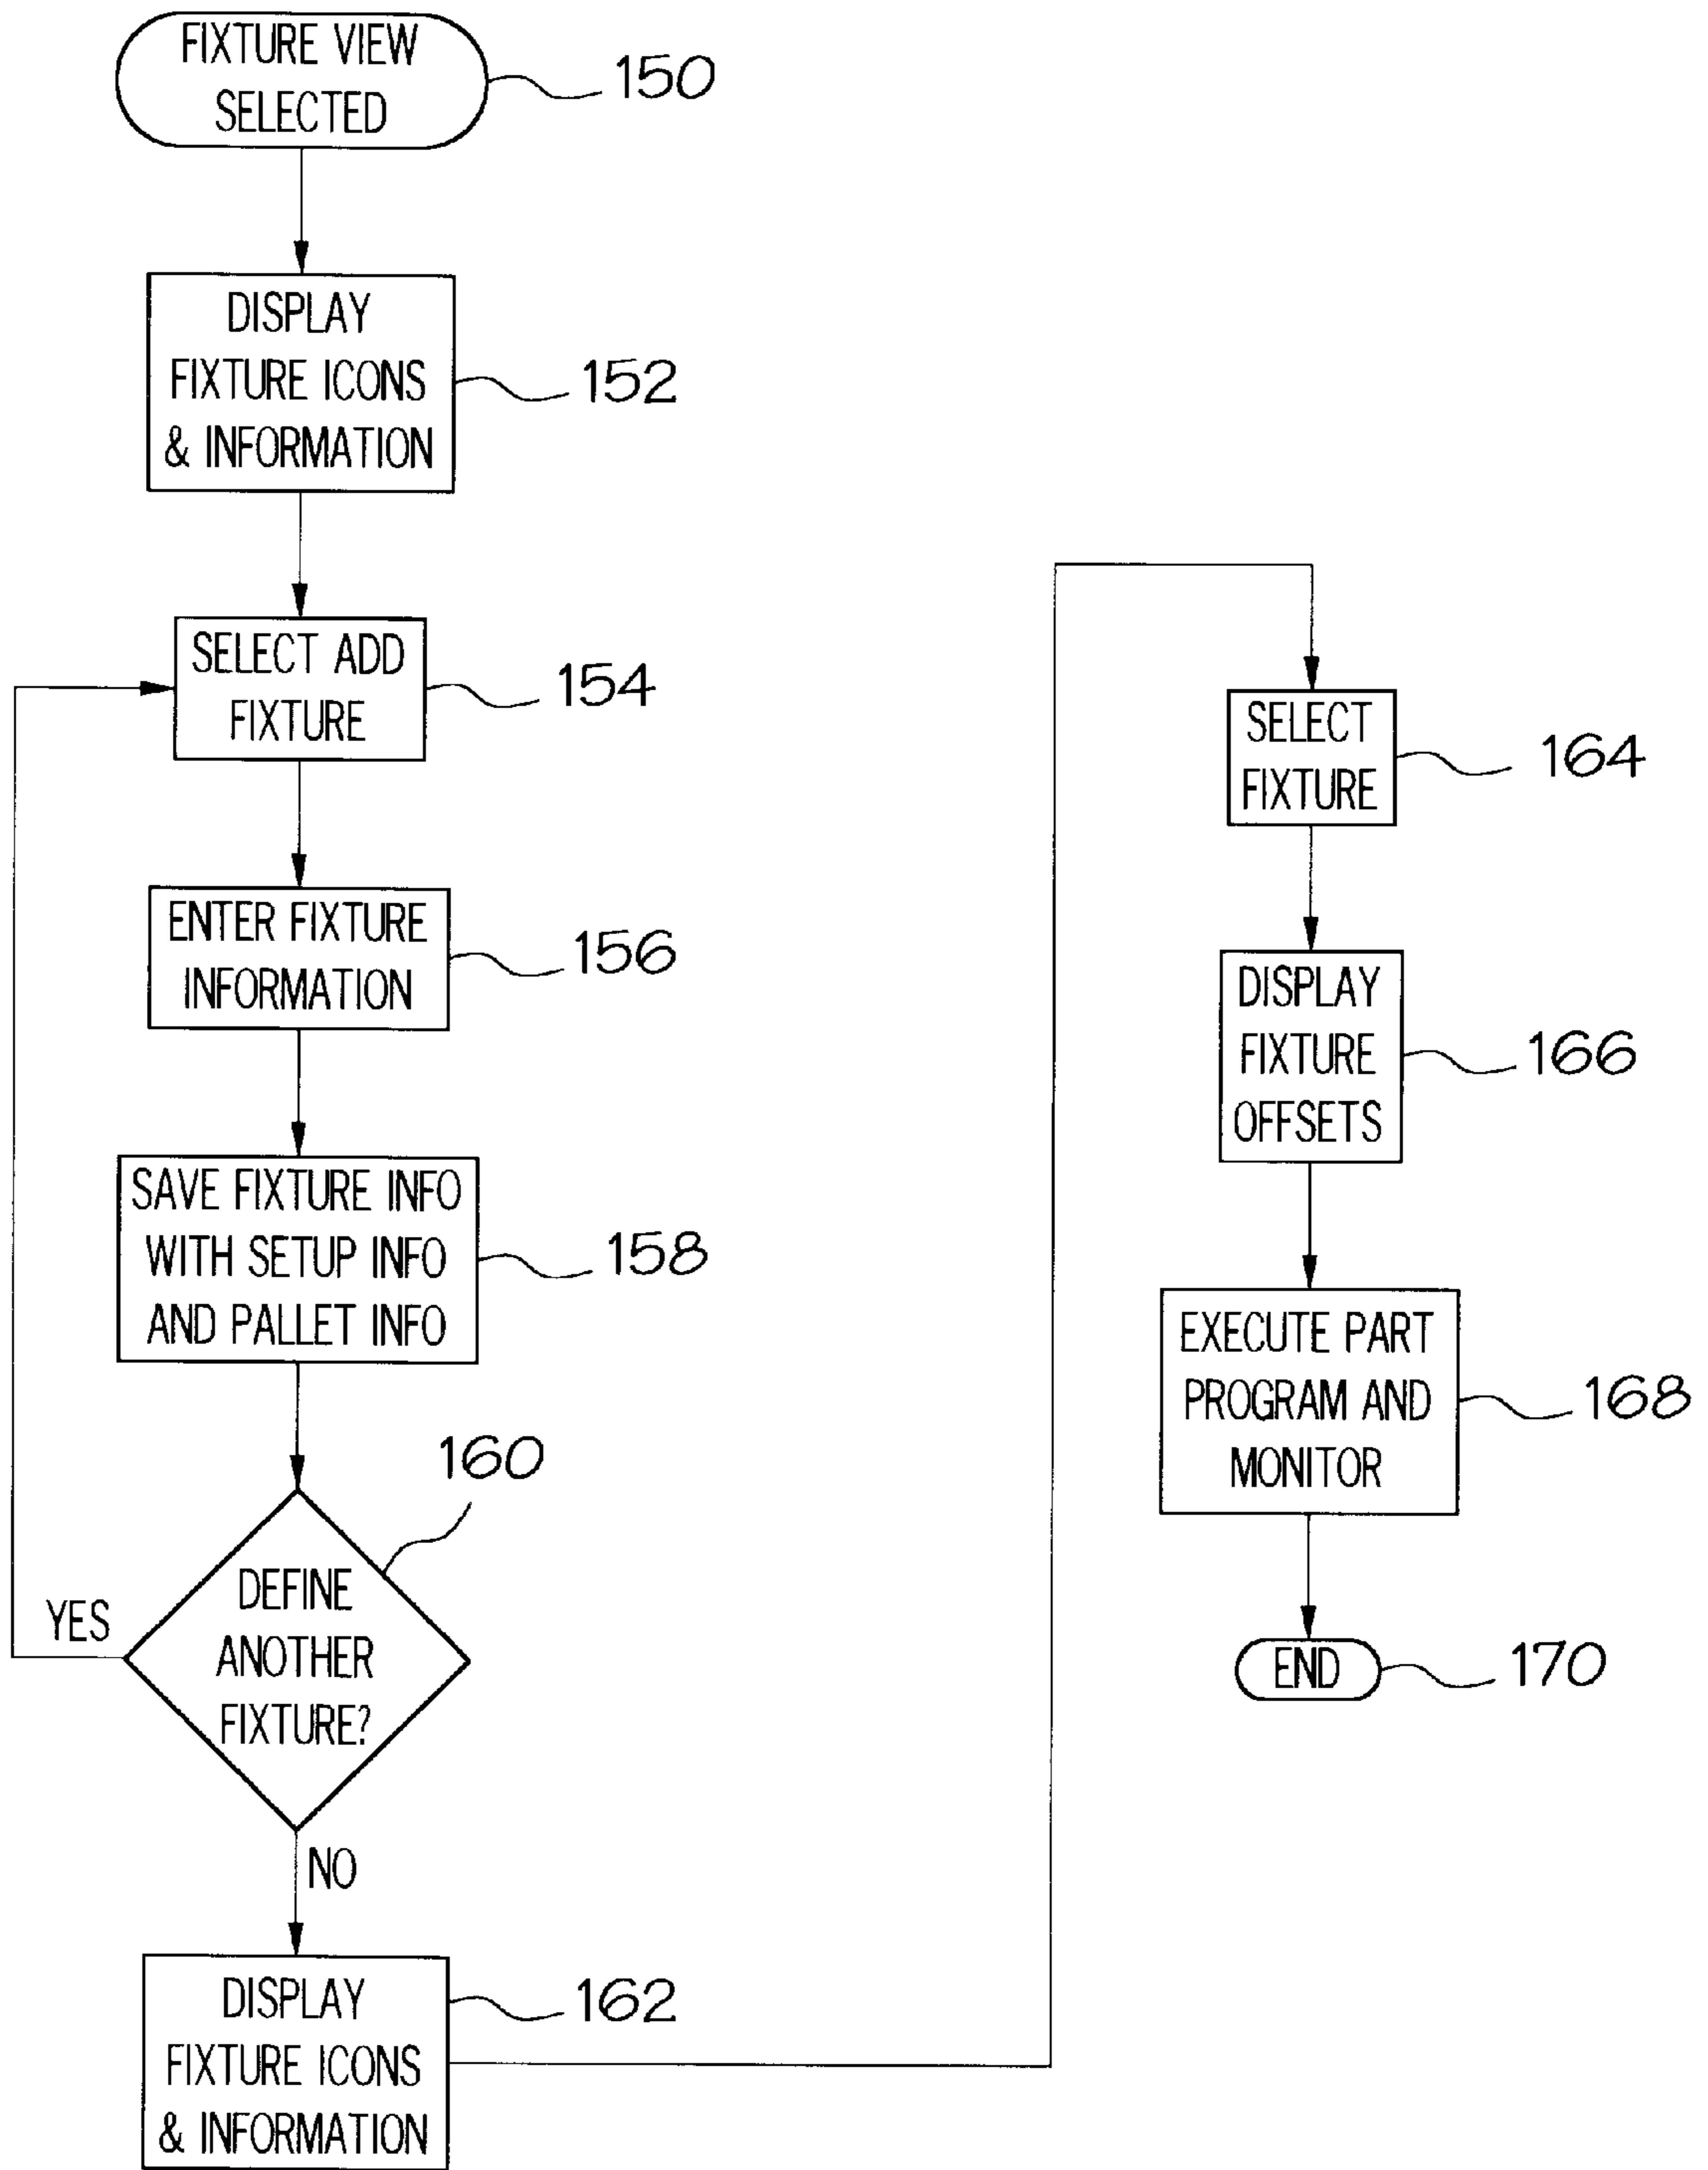 FIXTURE VIEW
SELECTED
150
DISPLAY
FIXTURE ICONS
& INFORMATION
152
SELECT ADD
FIXTURE
154
ENTER FIXTURE
INFORMATION
156
SAVE FIXTURE INFO
WITH SETUP INFO
AND PALLET INFO
158
160
DEFINE
ANOTHER
FIXTURE?
YES
NO
DISPLAY
FIXTURE ICONS
& INFORMATION
162
SELECT
FIXTURE
164
DISPLAY
FIXTURE
OFFSETS
166
EXECUTE PART
PROGRAM AND
MONITOR
168
END
170